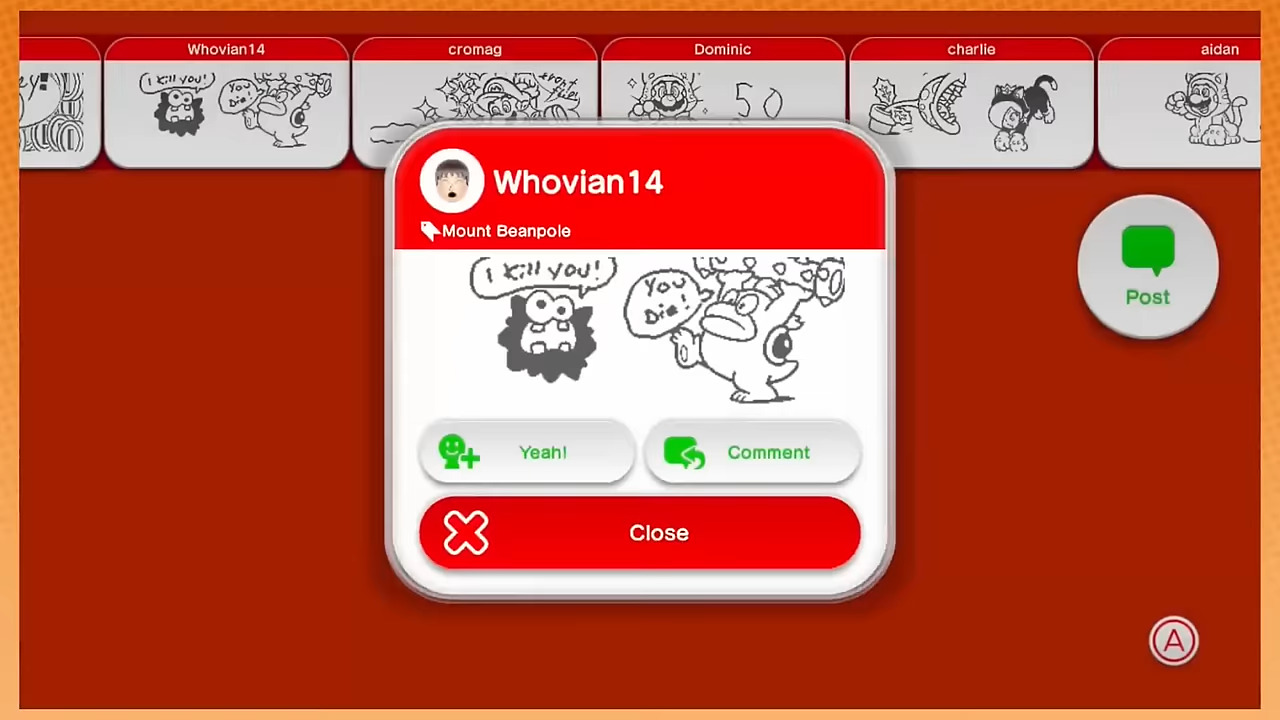 Whovian14
cromag
Dominic
charlie
aidan
ey!
I kill you!
You
Die!
50
Whovian14
Mount Beanpole
I kill you!
You
Die!
Post
Yeah!
Comment
Close
A